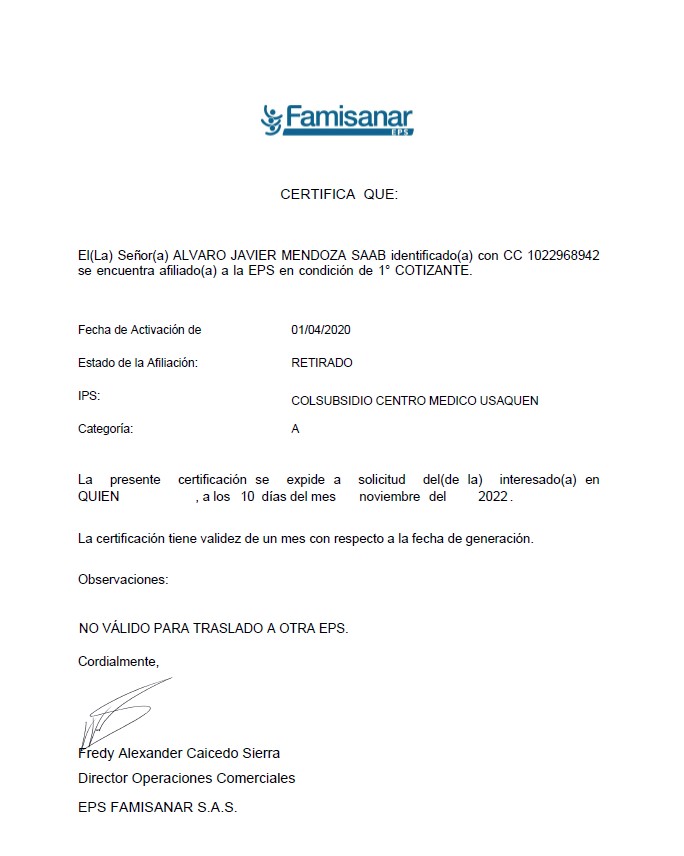 Famisanar
EPS
CERTIFICA QUE:
El(La) Señor(a) ALVARO JAVIER MENDOZA SAAB identificado(a) con CC 1022968942
se encuentra afiliado(a) a la EPS en condición de 1° COTIZANTE.
Fecha de Activación de 01/04/2020
Estado de la Afiliación: RETIRADO
IPS: COLSUBSIDIO CENTRO MEDICO USAQUEN
Categoría: A
La presente certificación se expide a solicitud del(de la) interesado(a) en
QUIEN , a los 10 días del mes noviembre del 2022.
La certificación tiene validez de un mes con respecto a la fecha de generación.
Observaciones:
NO VÁLIDO PARA TRASLADO A OTRA EPS.
Cordialmente,
Fredy Alexander Caicedo Sierra
Director Operaciones Comerciales
EPS FAMISANAR S.A.S.